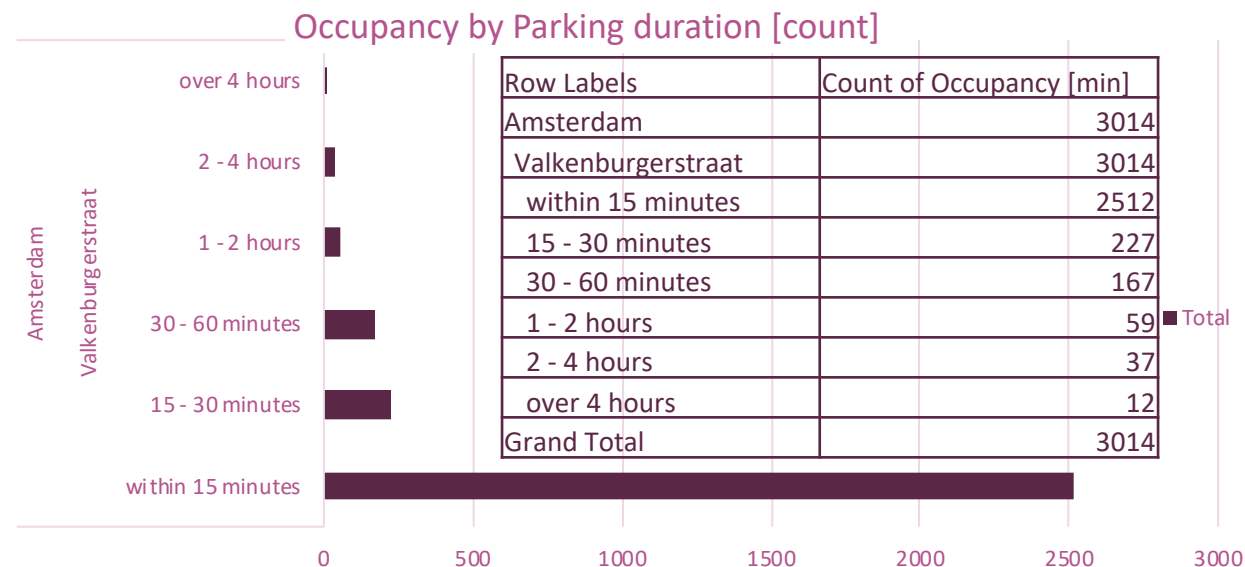 Occupancy by Parking duration [count]
over 4 hours
2 - 4 hours
1 - 2 hours
30 - 60 minutes
15 - 30 minutes
within 15 minutes
Amsterdam
Valkenburgerstraat
Row Labels Count of Occupancy [min]
Amsterdam 3014
Valkenburgerstraat 3014
within 15 minutes 2512
15 - 30 minutes 227
30 - 60 minutes 167
1 - 2 hours 59
2 - 4 hours 37
over 4 hours 12
Grand Total 3014
Total
0 500 1000 1500 2000 2500 3000